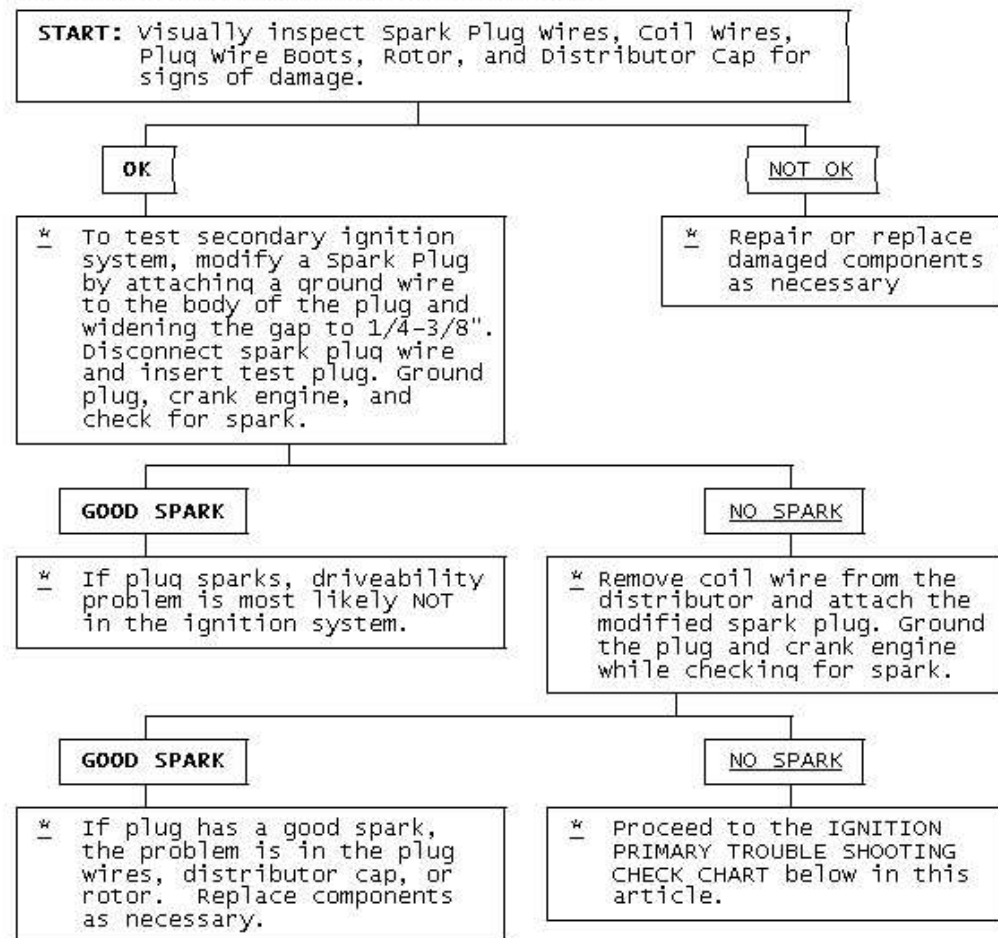 START: Visually inspect Spark Plug Wires, Coil Wires,
Plug Wire Boots, Rotor, and Distributor Cap for
signs of damage.
OK
NOT OK
* To test secondary ignition
system, modify a Spark Plug
by attaching a ground wire
to the body of the plug and
widening the gap to 1/4-3/8".
Disconnect spark plug wire
and insert test plug. Ground
plug, crank engine, and
check for spark.
* Repair or replace
damaged components
as necessary
GOOD SPARK
NO SPARK
* If plug sparks, driveability
problem is most likely NOT
in the ignition system.
* Remove coil wire from the
distributor and attach the
modified spark plug. Ground
the plug and crank engine
while checking for spark.
GOOD SPARK
NO SPARK
* If plug has a good spark,
the problem is in the plug
wires, distributor cap, or
rotor. Replace components
as necessary.
* Proceed to the IGNITION
PRIMARY TROUBLE SHOOTING
CHECK CHART below in this
article.